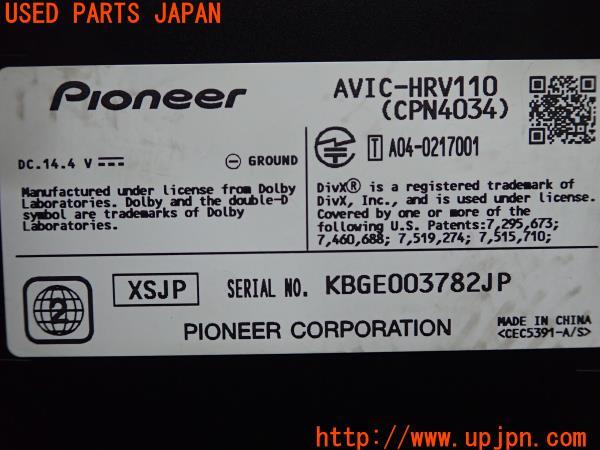 USED PARTS JAPAN
Pioneer
AVIC-HRV110
(CPN4034)
DC.14.4 V
GROUND
T A04-0217001
Manufactured under license from Dolby
Laboratories. Dolby and the double-D
symbol are trademarks of Dolby
Laboratories.
DivX® is a registered trademark of
DivX, Inc., and is used under license.
Covered by one or more of the
following U.S. Patents:7,295,673;
7,460,688; 7,519,274; 7,515,710;
2
XSJP
SERIAL NO. KBGE003782JP
PIONEER CORPORATION
MADE IN CHINA
<CEC5391-A/S>
http://www.upjpn.com